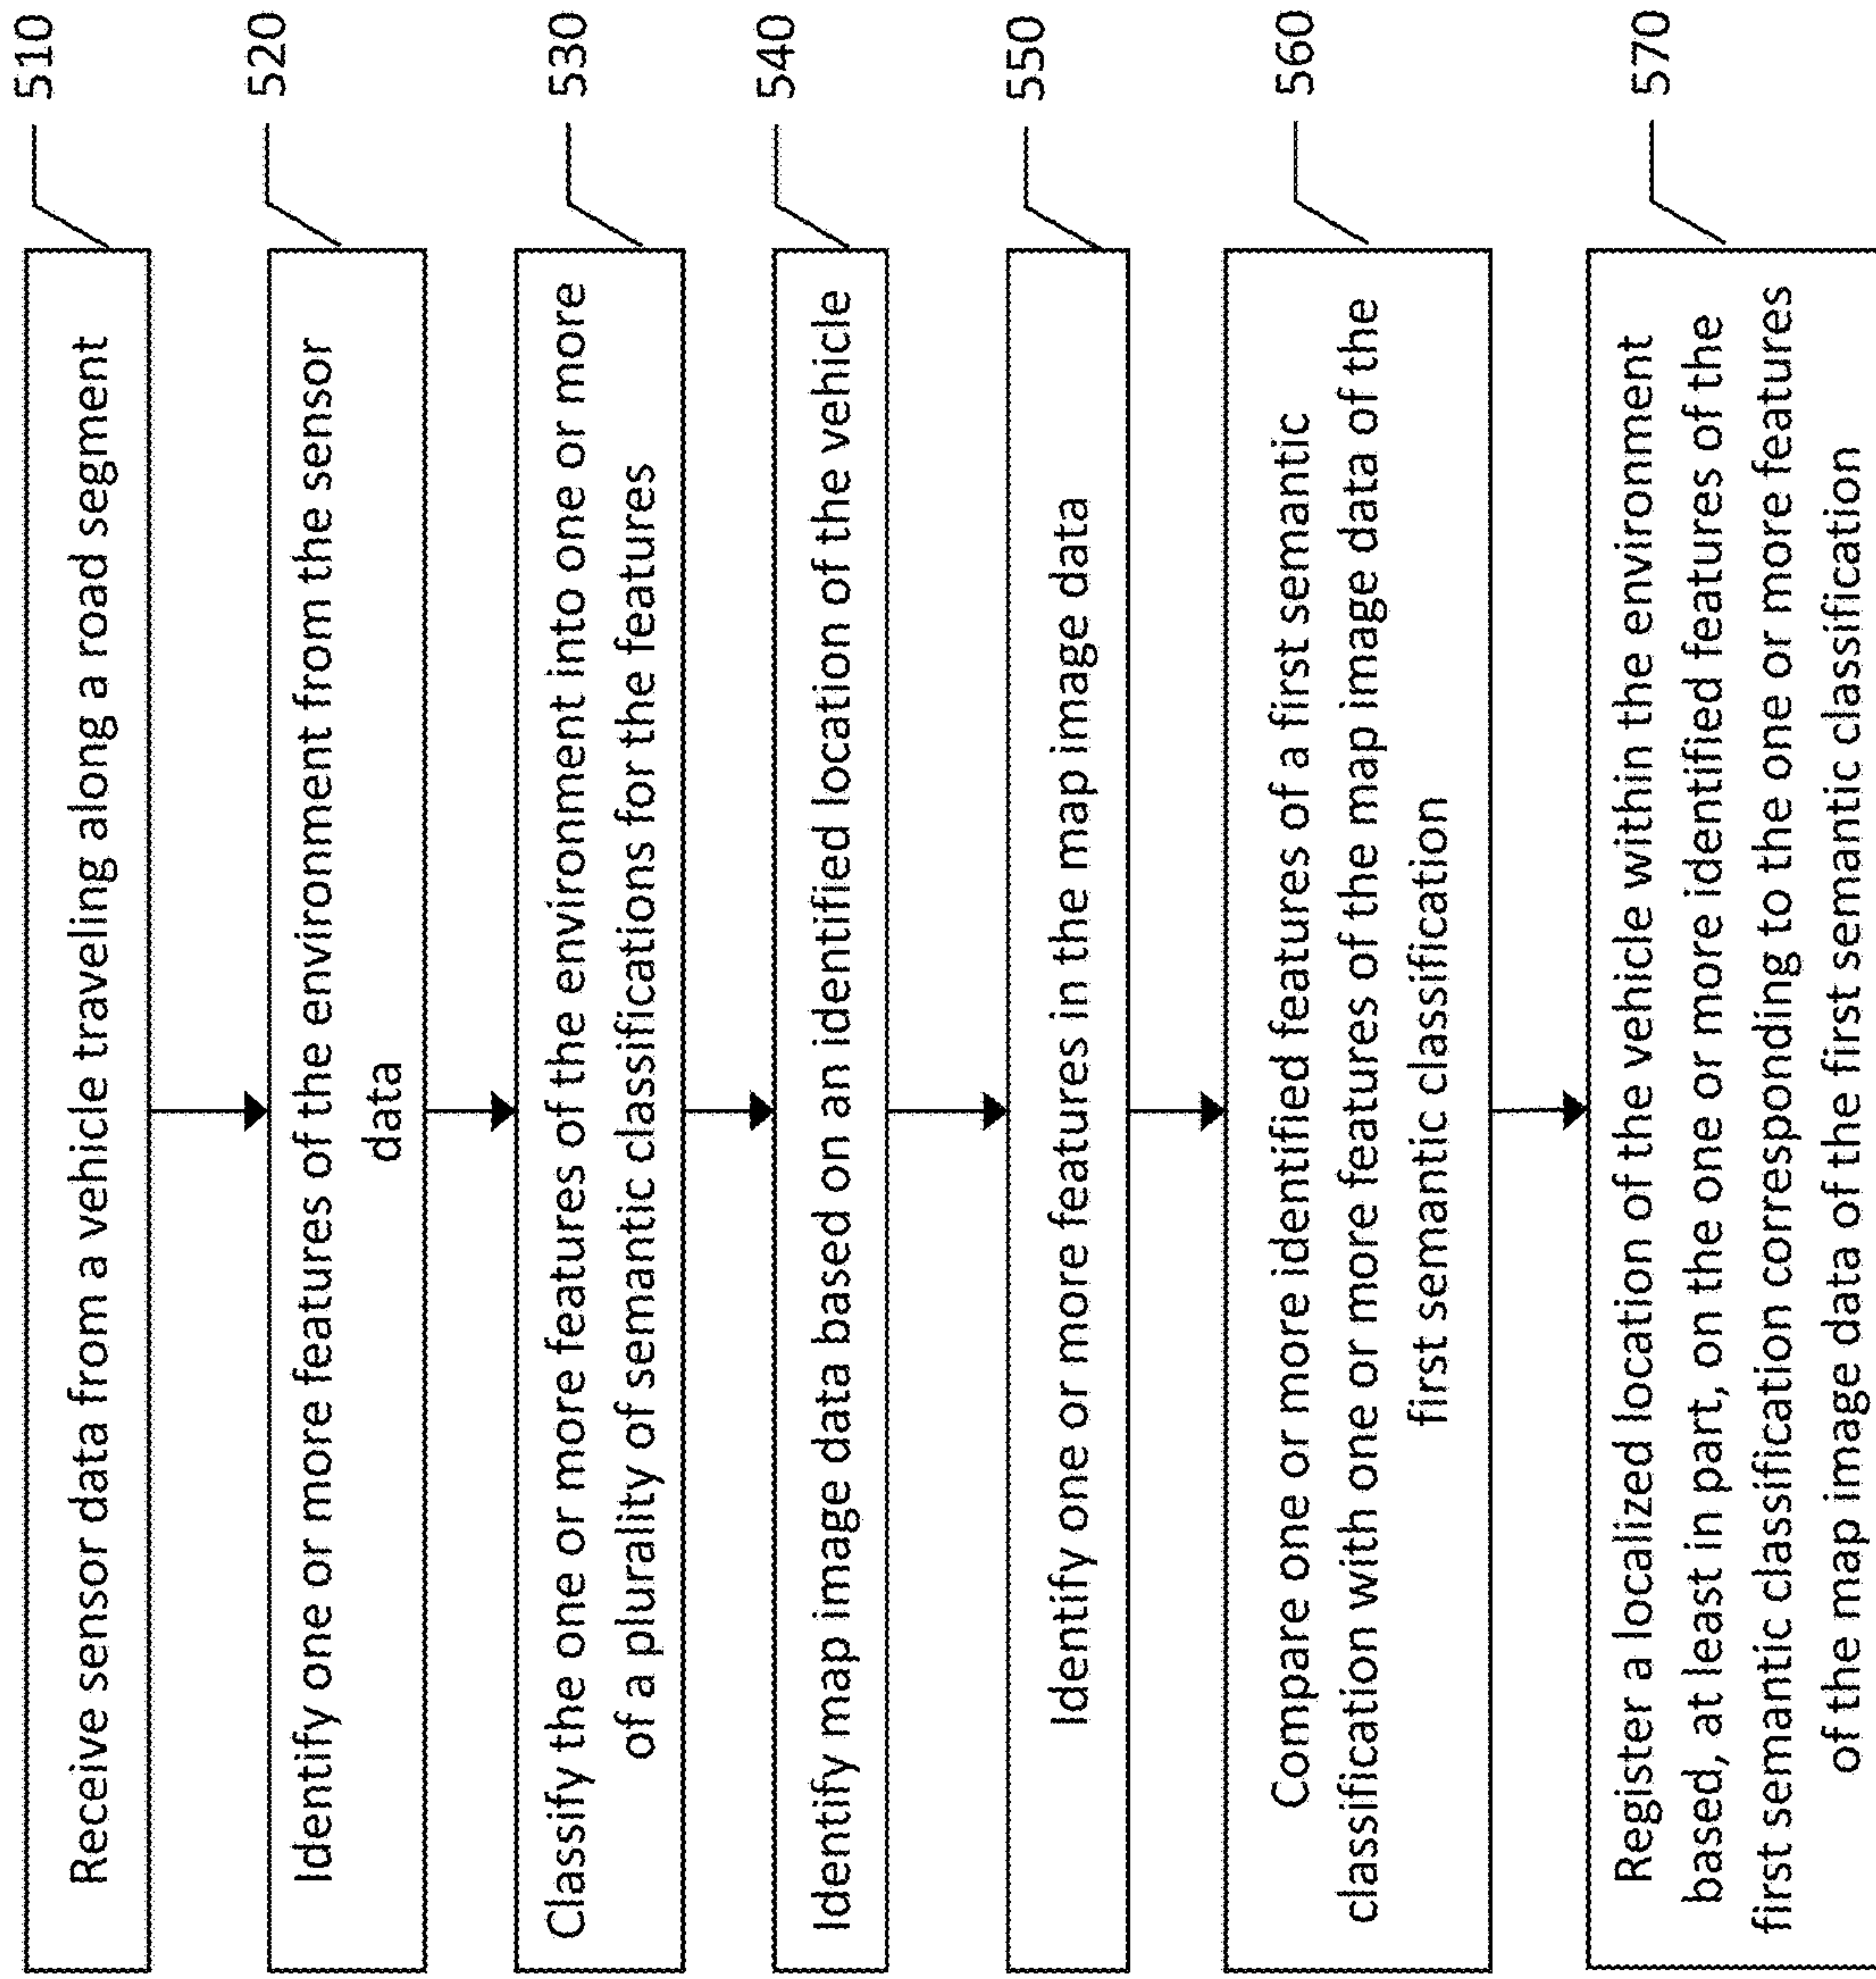 Receive sensor data from a vehicle traveling along a road segment
510
Identify one or more features of the environment from the sensor
data
520
Classify the one or more features of the environment into one or more
of a plurality of semantic classifications for the features
530
Identify map image data based on an identified location of the vehicle
540
Identify one or more features in the map image data
550
Compare one or more identified features of a first semantic
classification with one or more features of the map image data of the
first semantic classification
560
Register a localized location of the vehicle within the environment
based, at least in part, on the one or more identified features of the
first semantic classification corresponding to the one or more features
of the map image data of the first semantic classification
570